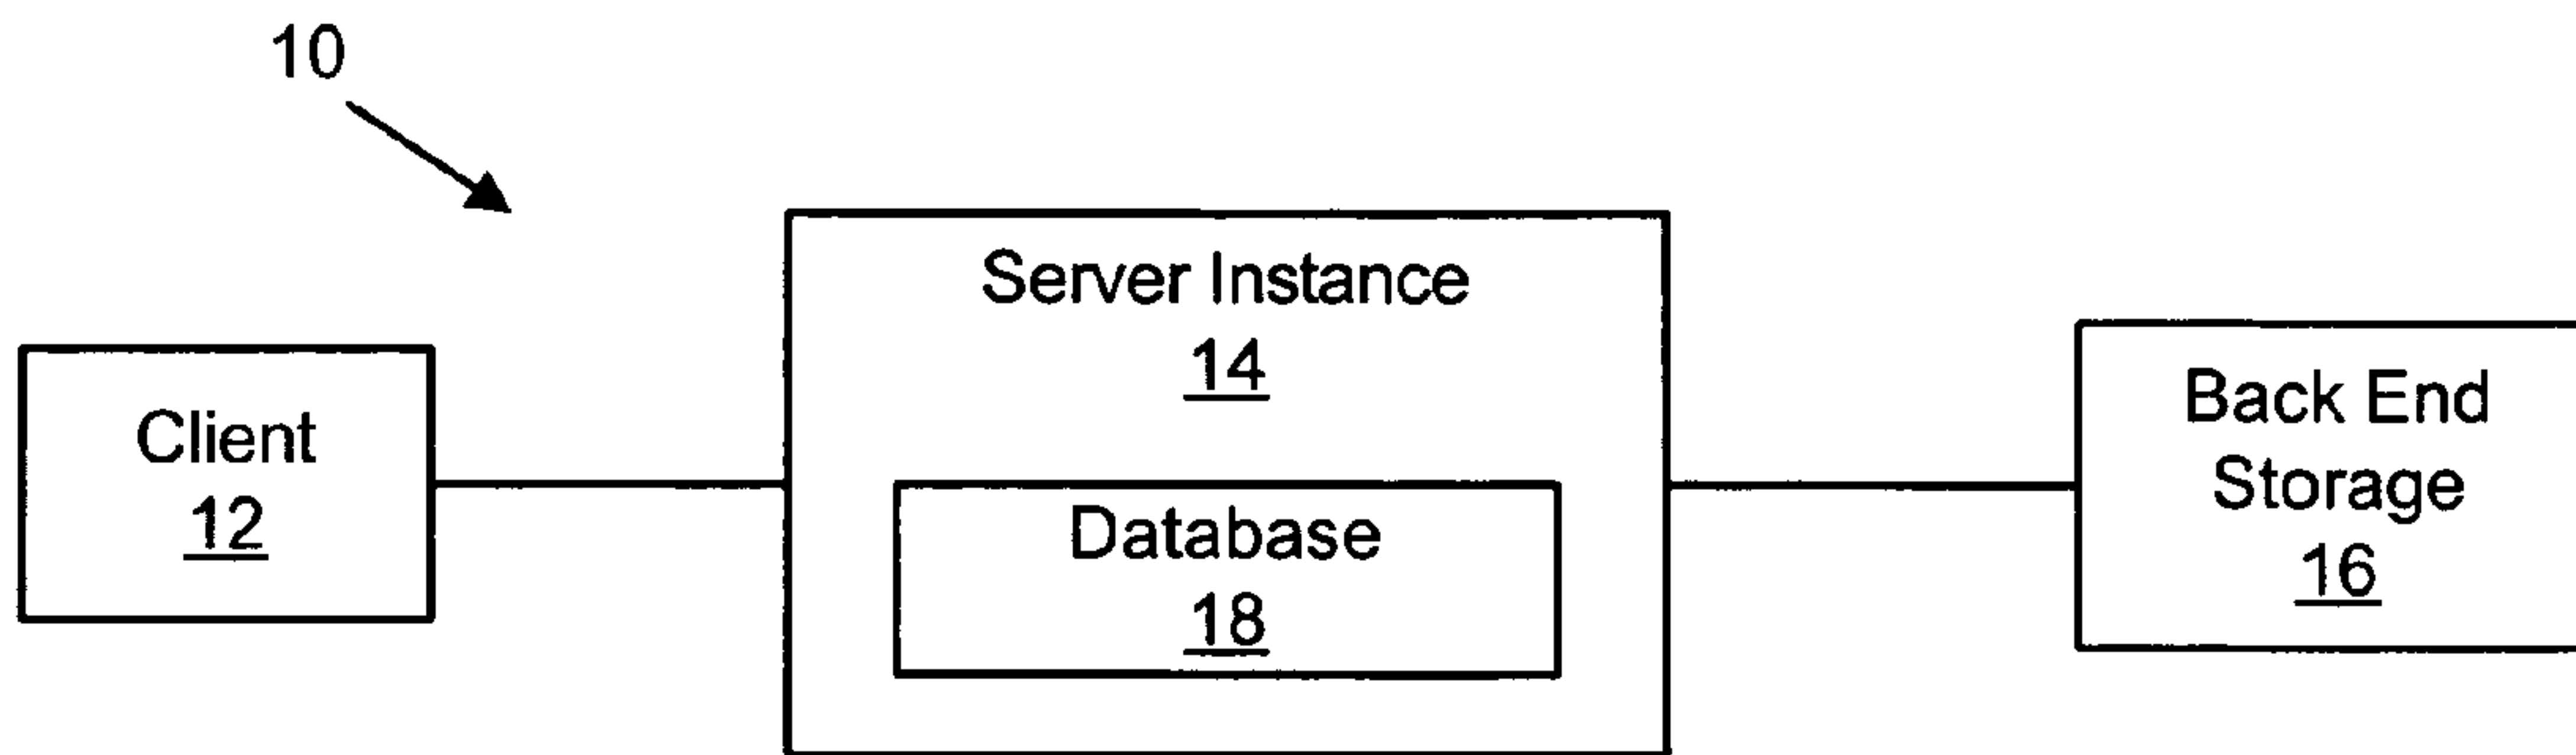 10
Client
12
Server Instance
14
Database
18
Back End
Storage
16